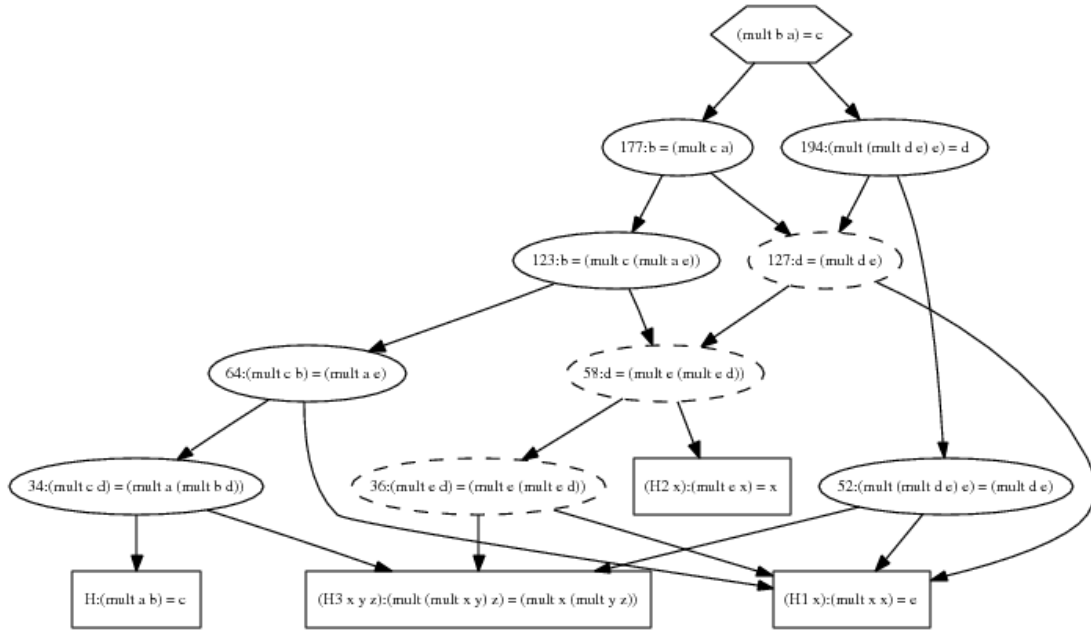 (mult b a) = c
177:b = (mult c a)
194:(mult (mult d e) e) = d
123:b = (mult c (mult a e))
127:d = (mult d e)
64:(mult c b) = (mult a e)
58:d = (mult e (mult e d))
34:(mult c d) = (mult a (mult b d))
36:(mult e d) = (mult e (mult e d))
(H2 x):(mult e x) = x
52:(mult (mult d e) e) = (mult d e)
H:(mult a b) = c
(H3 x y z):(mult (mult x y) z) = (mult x (mult y z))
(H1 x):(mult x x) = e